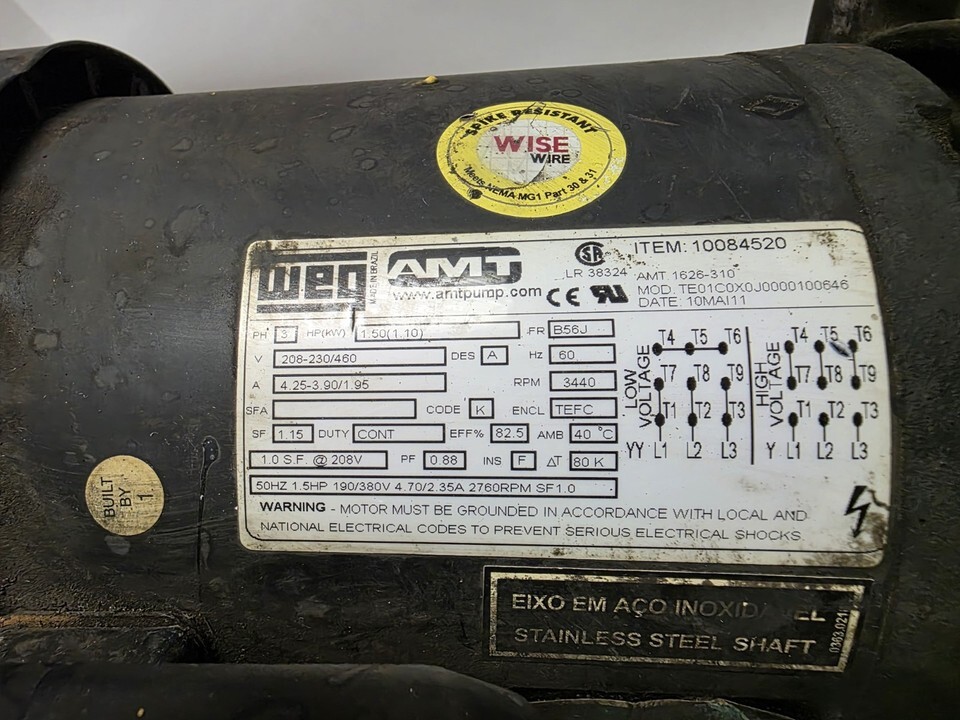 SPIKE RESISTANT
WISE
WIRE
Meets NEMA MG1 Part 30 & 31
WEG
MADE IN BRAZIL
AMT
www.amtpump.com
SA
LR 38324
ITEM: 10084520
AMT 1626-310
MOD: TE01C0X0J0000100646
DATE: 10MAI11
PH 3 HP(KW) 1.50(1.10) FR B56J
V 208-230/460 DES A Hz 60
A 4.25-3.90/1.95 RPM 3440
SFA CODE K ENCL TEFC
SF 1.15 DUTY CONT EFF% 82.5 AMB 40 °C
1.0 S.F. @ 208V PF 0.88 INS F ΔT 80 K
50HZ 1.5HP 190/380V 4.70/2.35A 2760RPM SF1.0
LOW VOLTAGE
T4 T5 T6
T7 T8 T9
T1 T2 T3
YY L1 L2 L3
HIGH VOLTAGE
T4 T5 T6
T7 T8 T9
T1 T2 T3
Y L1 L2 L3
WARNING - MOTOR MUST BE GROUNDED IN ACCORDANCE WITH LOCAL AND
NATIONAL ELECTRICAL CODES TO PREVENT SERIOUS ELECTRICAL SHOCKS.
BUILT
BY
1
EIXO EM AÇO
STAINLESS STEEL SHAFT